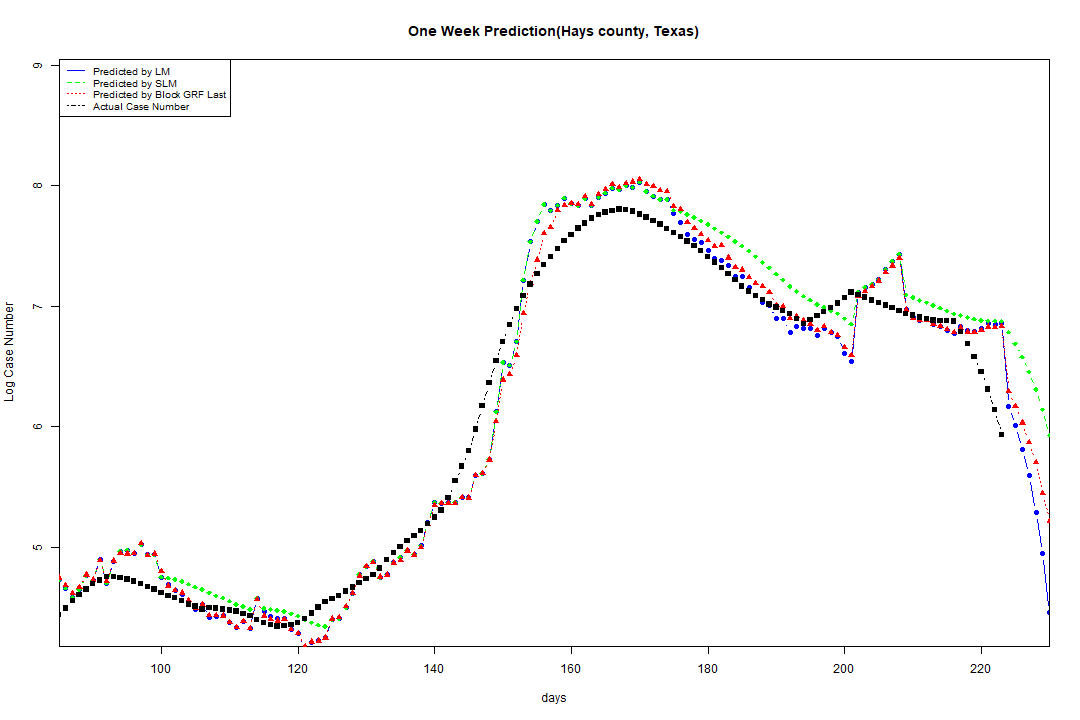 One Week Prediction(Hays county, Texas)
Predicted by LM
Predicted by SLM
Predicted by Block GRF Last
Actual Case Number
9
8
7
6
5
Log Case Number
100 120 140 160 180 200 220
days